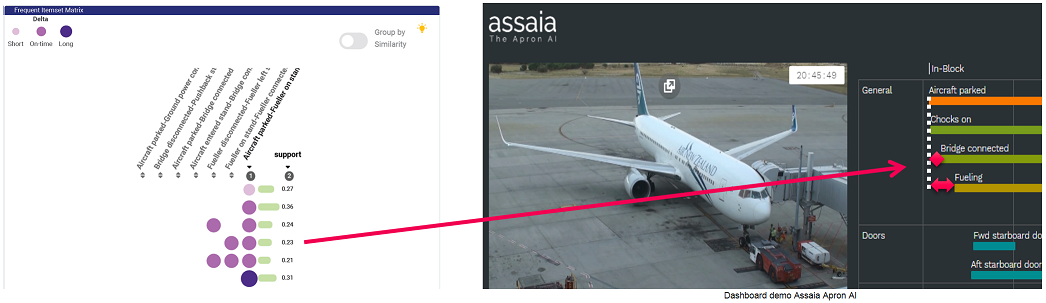 Frequent Itemset Matrix
Delta
Short
On-time
Long
Group by
Similarity
Aircraft parked-Ground power co
Bridge disconnected-Pushback s
Aircraft parked-Bridge connected
Aircraft entered stand-Bridge con
Fueller disconnected-Fueller left s
Fueller on stand-Fueller connecte
Aircraft parked-Fueller on stan
support
1
2
0.27
0.36
0.24
0.23
0.21
0.31
assaia
The Apron AI
20:45:49
AIR NEW ZEALAND
In-Block
General
Aircraft parked
Chocks on
Bridge connected
Fueling
Doors
Fwd starboard do
Aft starboard door
Dashboard demo Assaia Apron AI